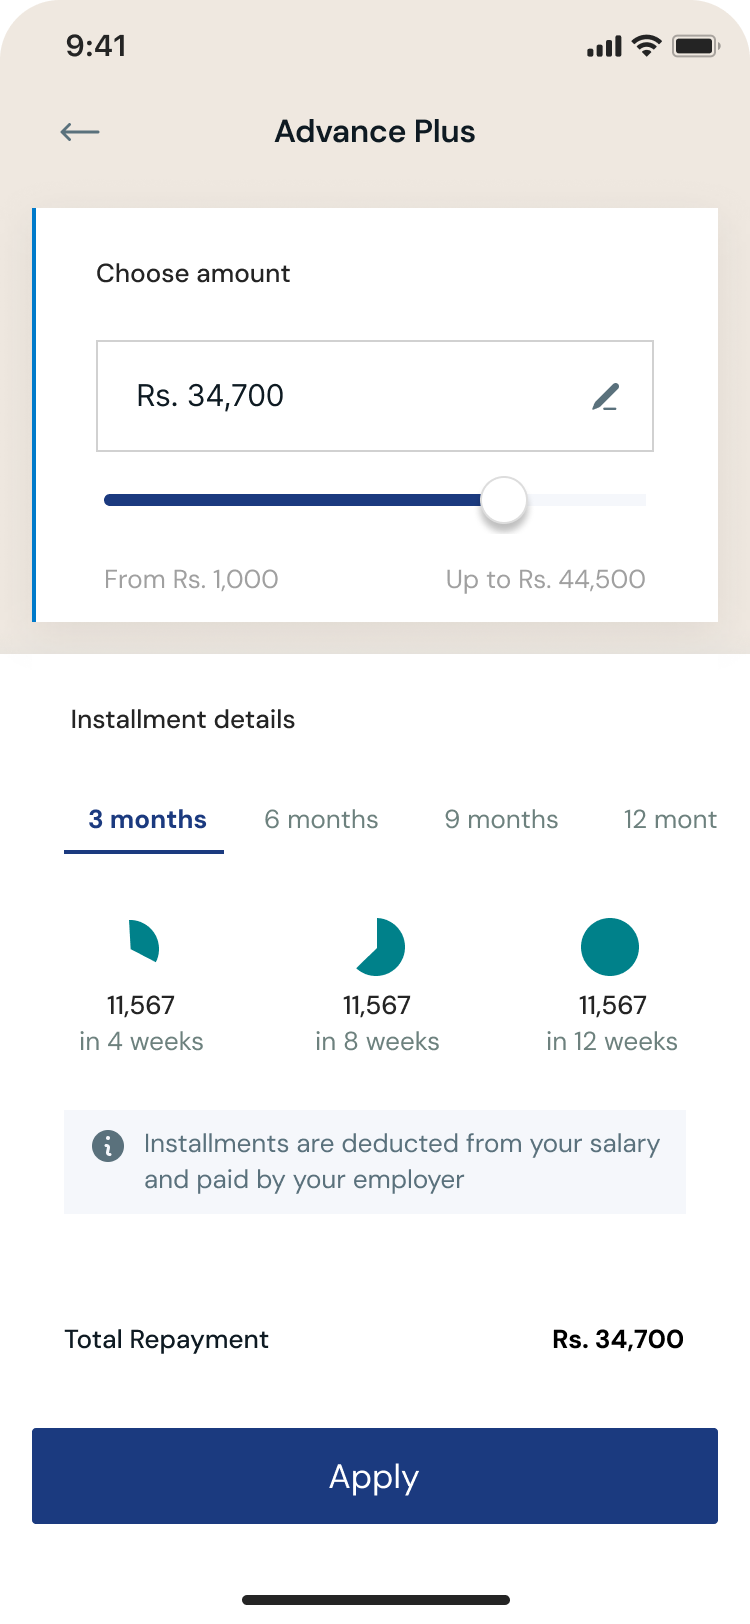 9:41
Advance Plus
Choose amount
Rs. 34,700
From Rs. 1,000 Up to Rs. 44,500
Installment details
3 months 6 months 9 months 12 mont
11,567 11,567 11,567
in 4 weeks in 8 weeks in 12 weeks
Installments are deducted from your salary
and paid by your employer
Total Repayment Rs. 34,700
Apply